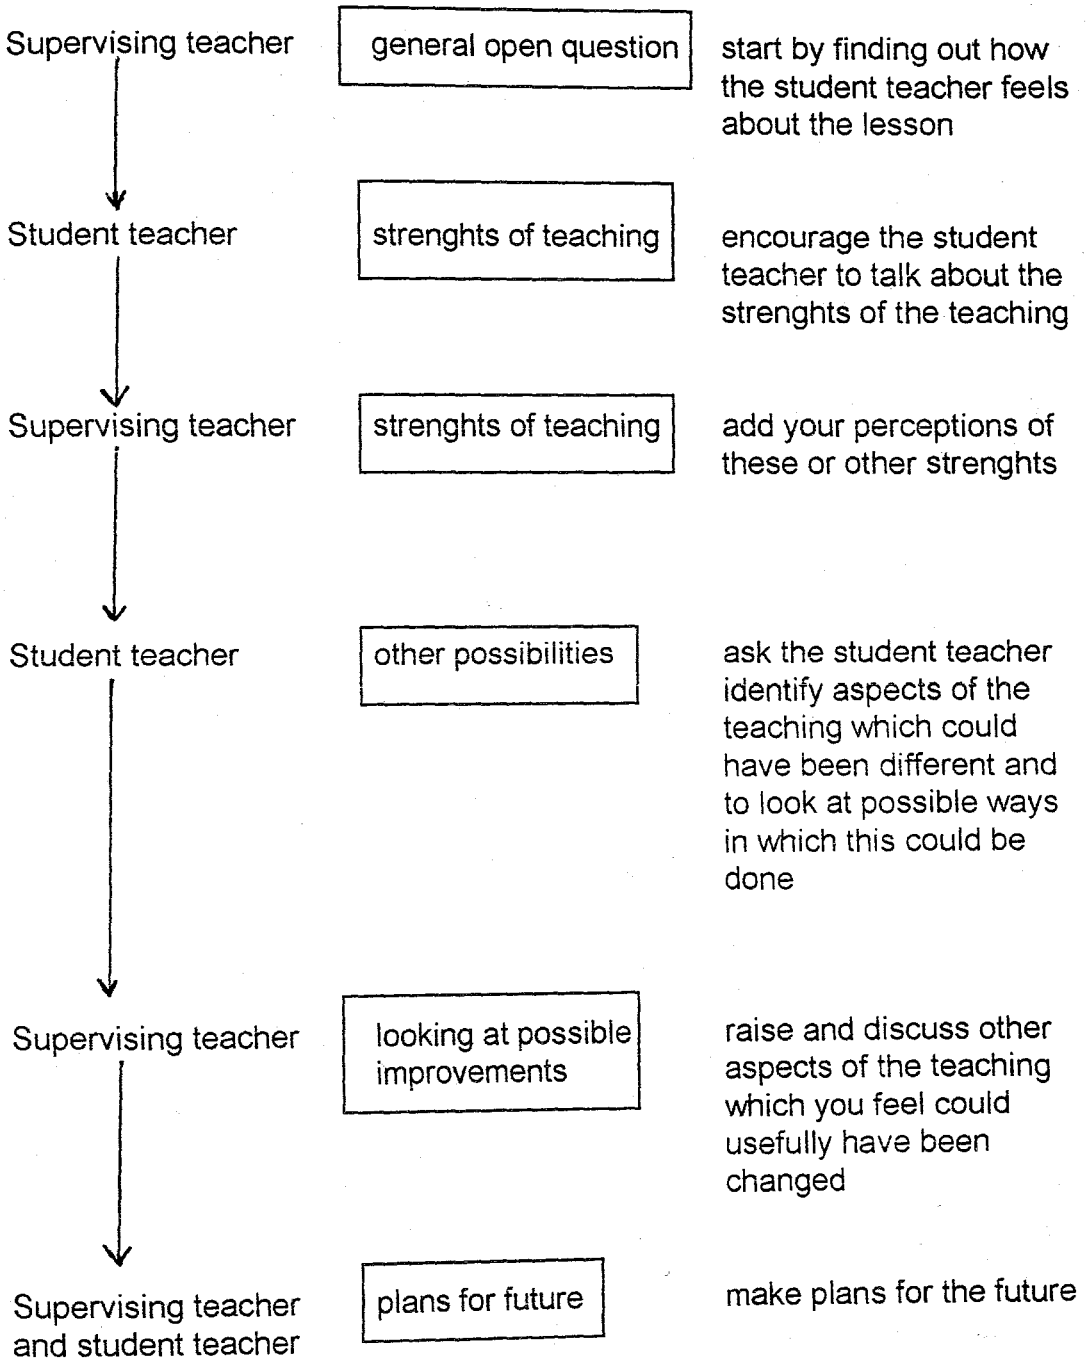 Supervising teacher
general open question
start by finding out how
the student teacher feels
about the lesson
Student teacher
strenghts of teaching
encourage the student
teacher to talk about the
strenghts of the teaching
Supervising teacher
strenghts of teaching
add your perceptions of
these or other strenghts
Student teacher
other possibilities
ask the student teacher
identify aspects of the
teaching which could
have been different and
to look at possible ways
in which this could be
done
Supervising teacher
looking at possible
improvements
raise and discuss other
aspects of the teaching
which you feel could
usefully have been
changed
Supervising teacher
and student teacher
plans for future
make plans for the future